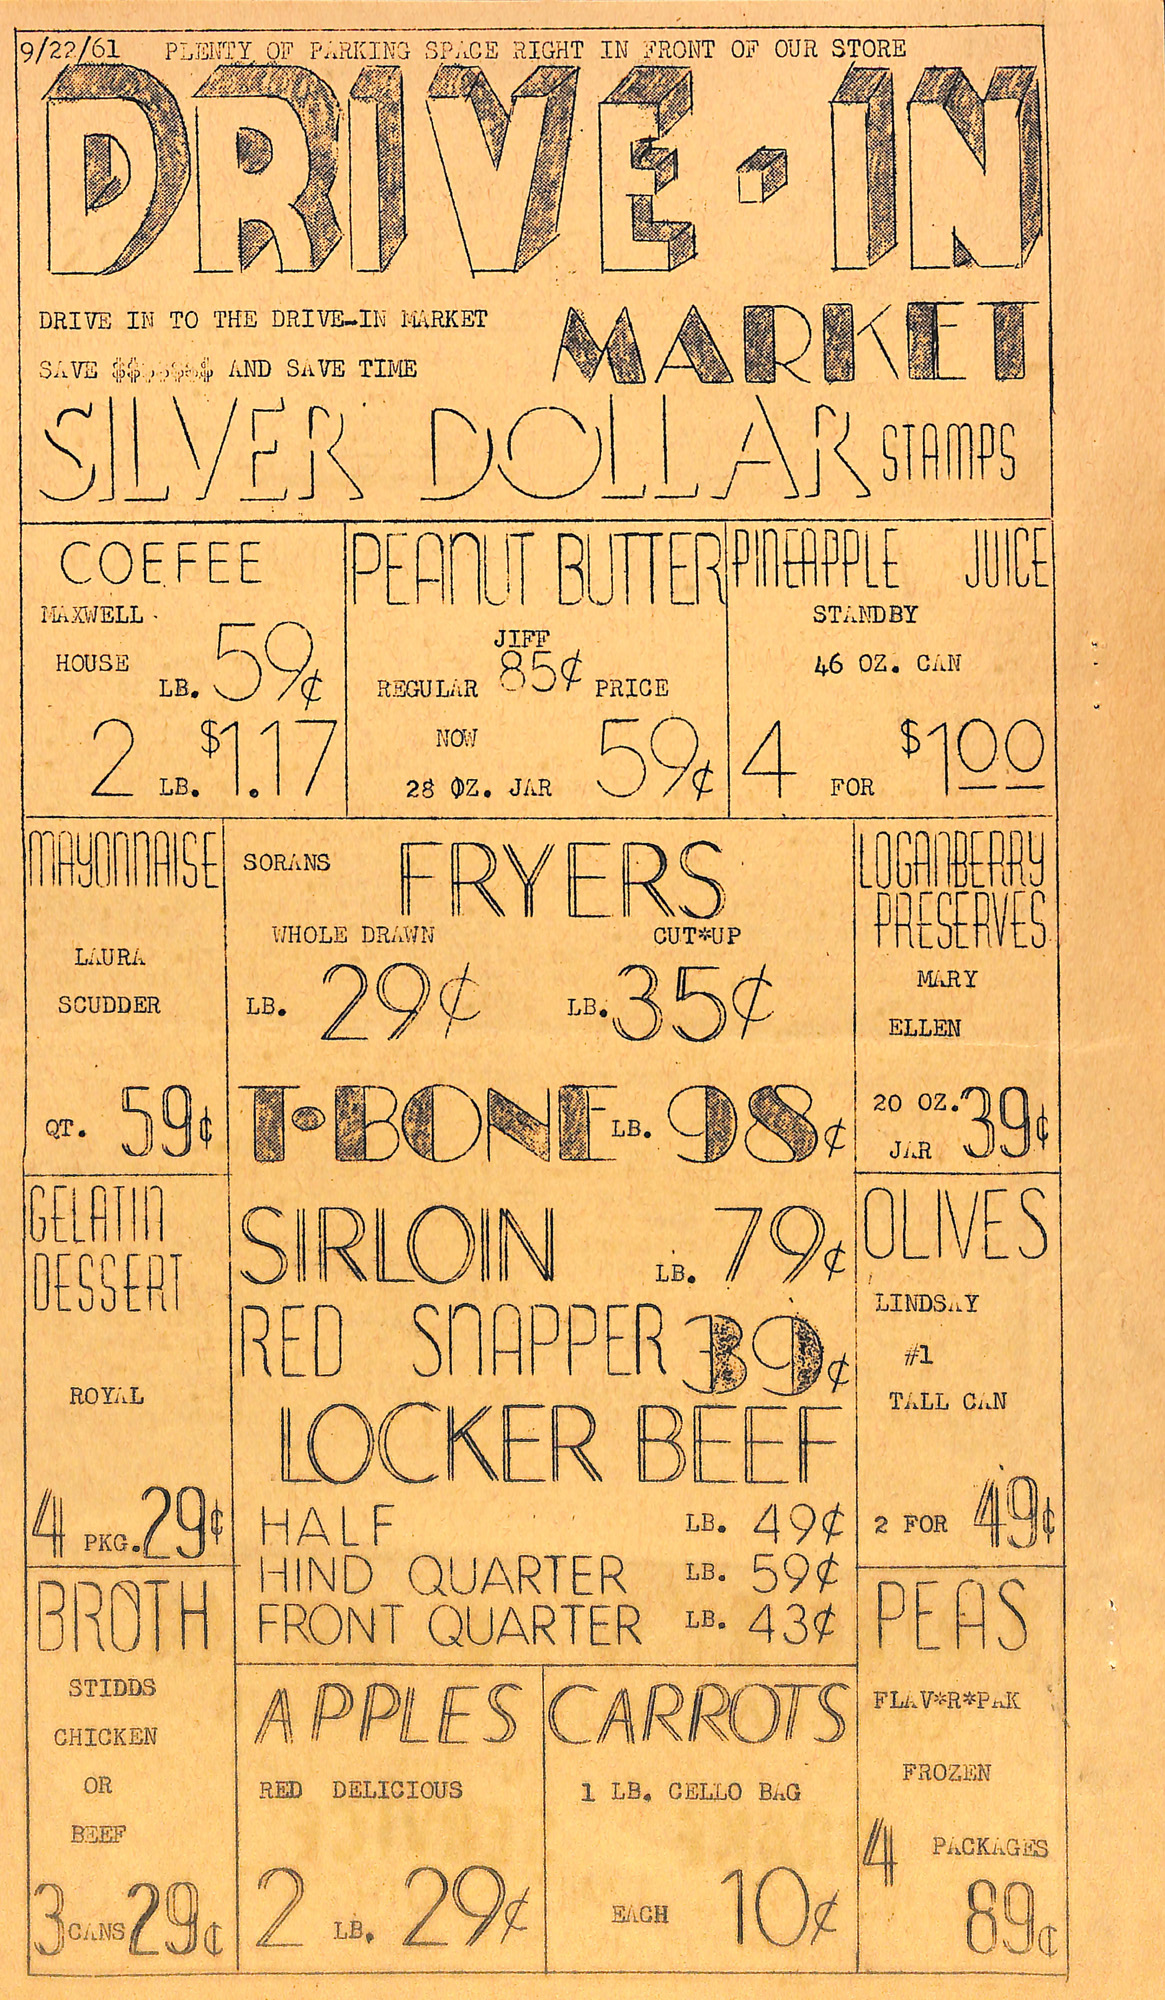 9/22/61 PLENTY OF PARKING SPACE RIGHT IN FRONT OF OUR STORE
DRIVE-IN
DRIVE IN TO THE DRIVE-IN MARKET
MARKET
SAVE $$$$$$$ AND SAVE TIME
SILVER DOLLAR STAMPS
COFFEE
MAXWELL
HOUSE
LB. 59¢
2 LB. $1.17
PEANUT BUTTER
JIFF
REGULAR 85¢ PRICE
NOW
28 OZ. JAR 59¢
PINEAPPLE JUICE
STANDBY
46 OZ. CAN
4 FOR $1 00
MAYONNAISE
LAURA
SCUDDER
QT. 59¢
SORANS FRYERS
WHOLE DRAWN CUT*UP
LB. 29¢ LB. 35¢
T-BONE LB. 98¢
SIRLOIN LB. 79¢
RED SNAPPER 39¢
LOCKER BEEF
HALF LB. 49¢
HIND QUARTER LB. 59¢
FRONT QUARTER LB. 43¢
LOGANBERRY
PRESERVES
MARY
ELLEN
20 OZ. 39¢
JAR
GELATIN
DESSERT
ROYAL
4 PKG. 29¢
OLIVES
LINDSAY
#1
TALL CAN
2 FOR 49¢
BROTH
STIDDS
CHICKEN
OR
BEEF
3 CANS 29¢
APPLES
RED DELICIOUS
2 LB. 29¢
CARROTS
1 LB. CELLO BAG
EACH 10¢
PEAS
FLAV*R*PAK
FROZEN
4 PACKAGES
89¢